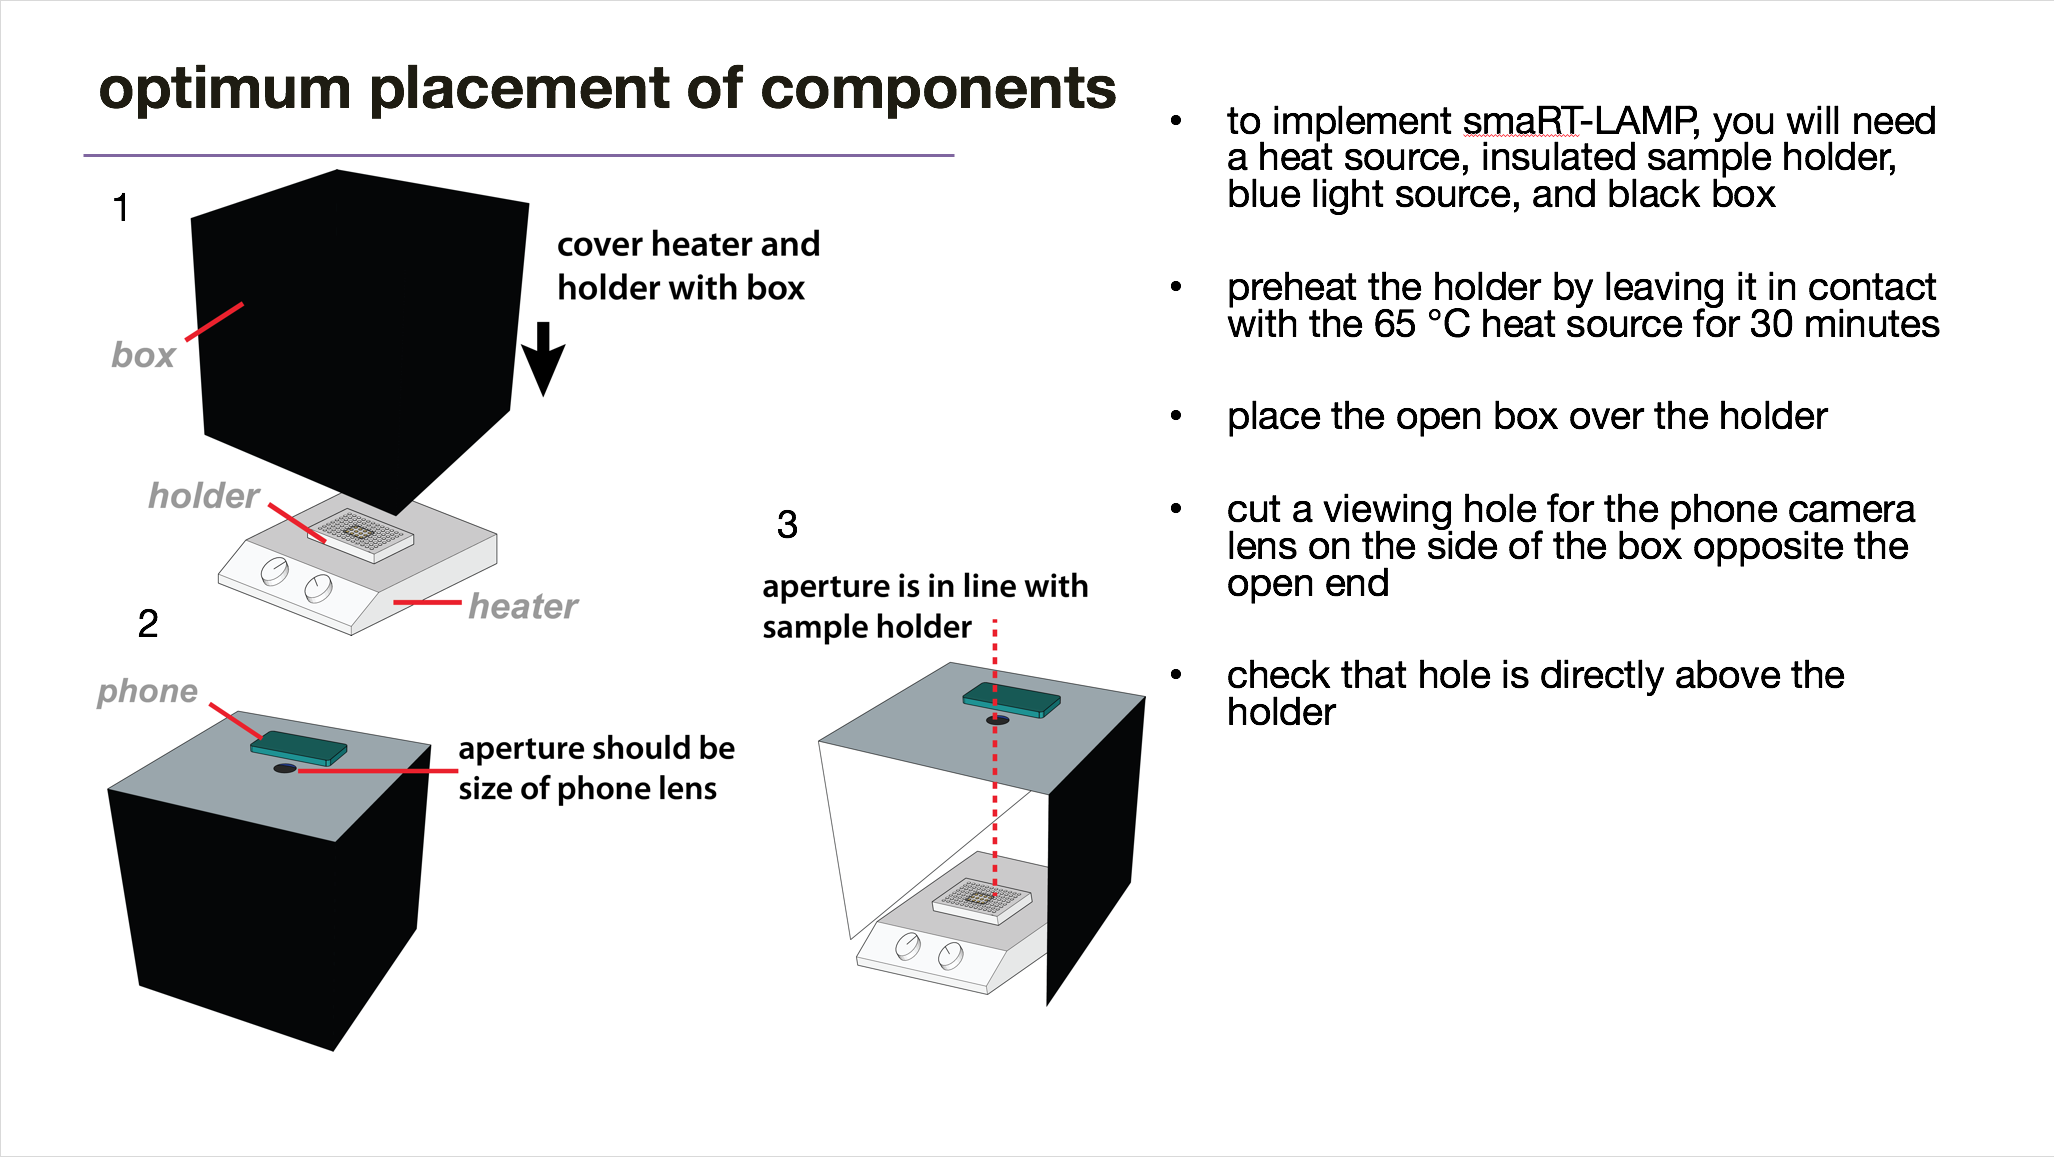 optimum placement of components
1
cover heater and
holder with box
box
holder
heater
2
phone
aperture should be
size of phone lens
3
aperture is in line with
sample holder
• to implement smaRT-LAMP, you will need
a heat source, insulated sample holder,
blue light source, and black box
• preheat the holder by leaving it in contact
with the 65 °C heat source for 30 minutes
• place the open box over the holder
• cut a viewing hole for the phone camera
lens on the side of the box opposite the
open end
• check that hole is directly above the
holder